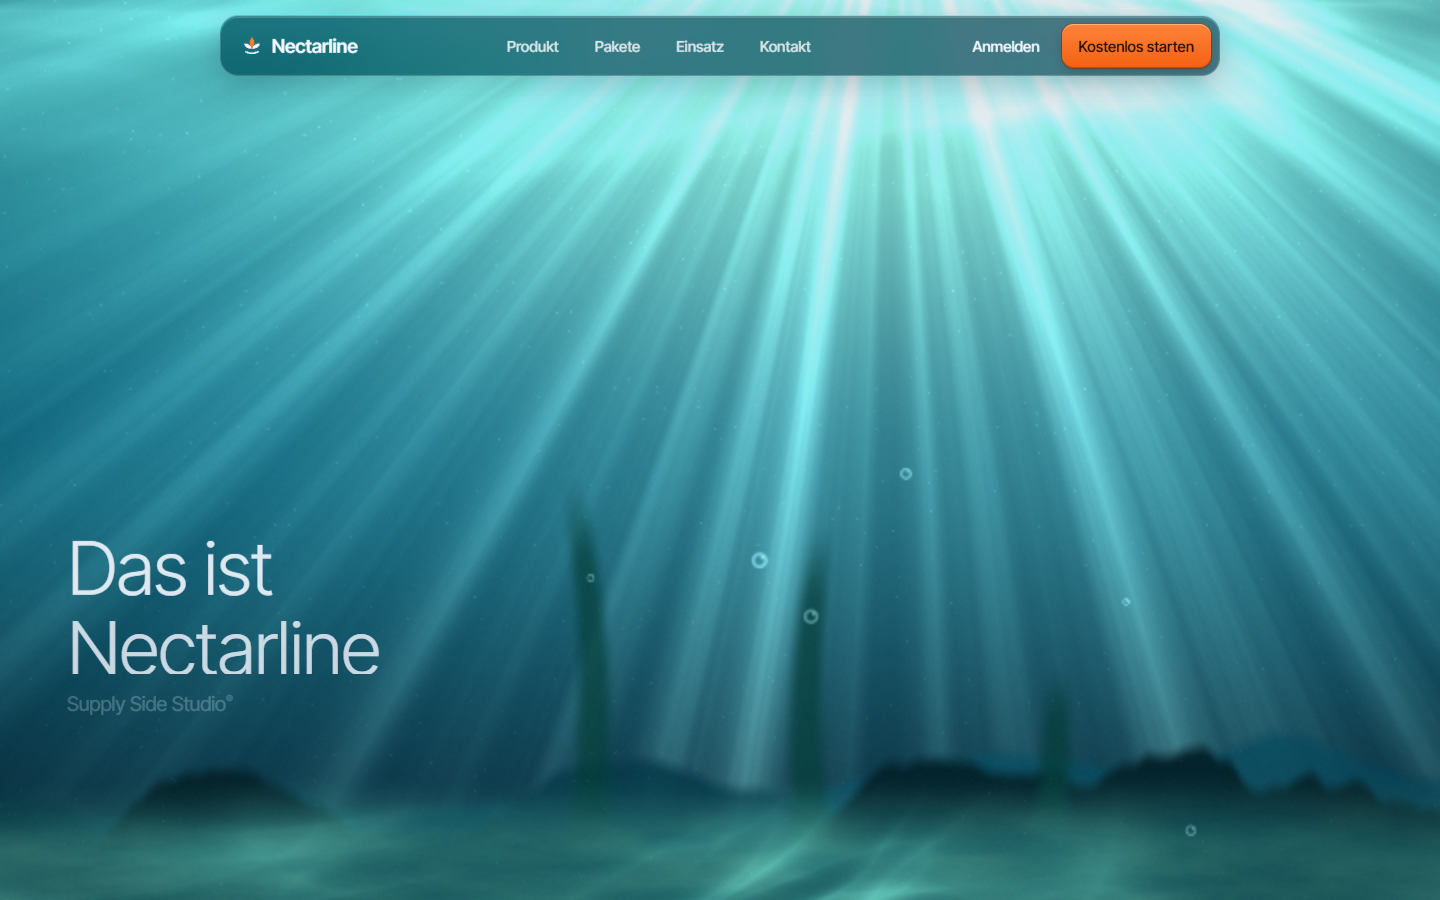 Nectarline
Produkt
Pakete
Einsatz
Kontakt
Anmelden
Kostenlos starten
Das ist
Nectarline
Supply Side Studio®